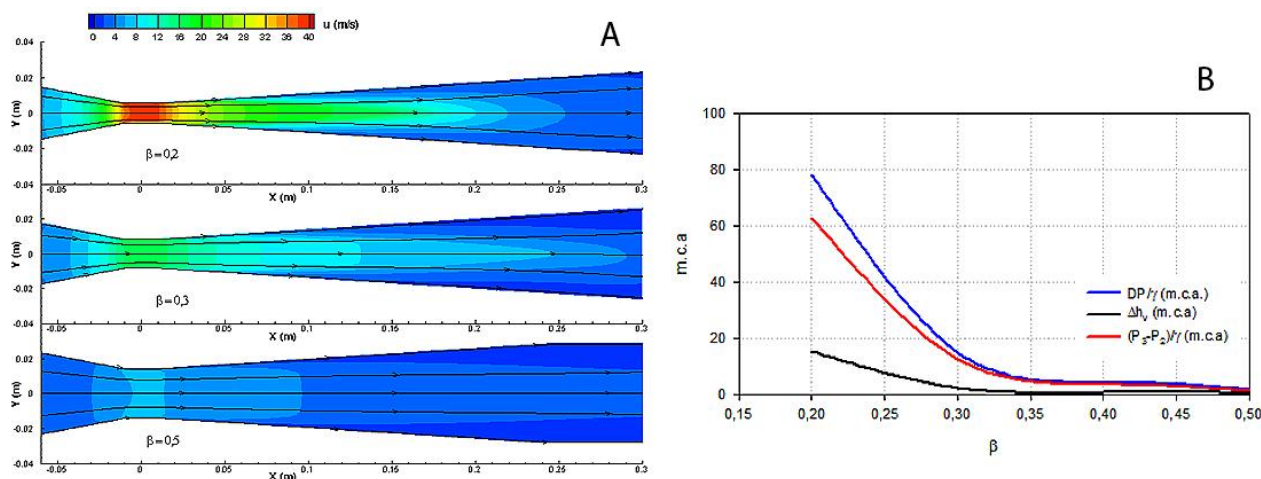 u (m/s)
0 4 8 12 16 20 24 28 32 36 40
A
0.04
0.02
0
-0.02
-0.04
Y (m)
β=0,2
-0.05 0 0.05 0.1 0.15 0.2 0.25 0.3
X (m)
0.04
0.02
0
-0.02
-0.04
Y (m)
β=0,3
-0.05 0 0.05 0.1 0.15 0.2 0.25 0.3
X (m)
0.04
0.02
0
-0.02
-0.04
Y (m)
β=0,5
-0.05 0 0.05 0.1 0.15 0.2 0.25 0.3
X (m)
B
100
80
60
40
20
0
m.c.a
DP/γ (m.c.a.)
Δhv (m.c.a)
(P3-P2)/γ (m.c.a)
0,15 0,20 0,25 0,30 0,35 0,40 0,45 0,50
β